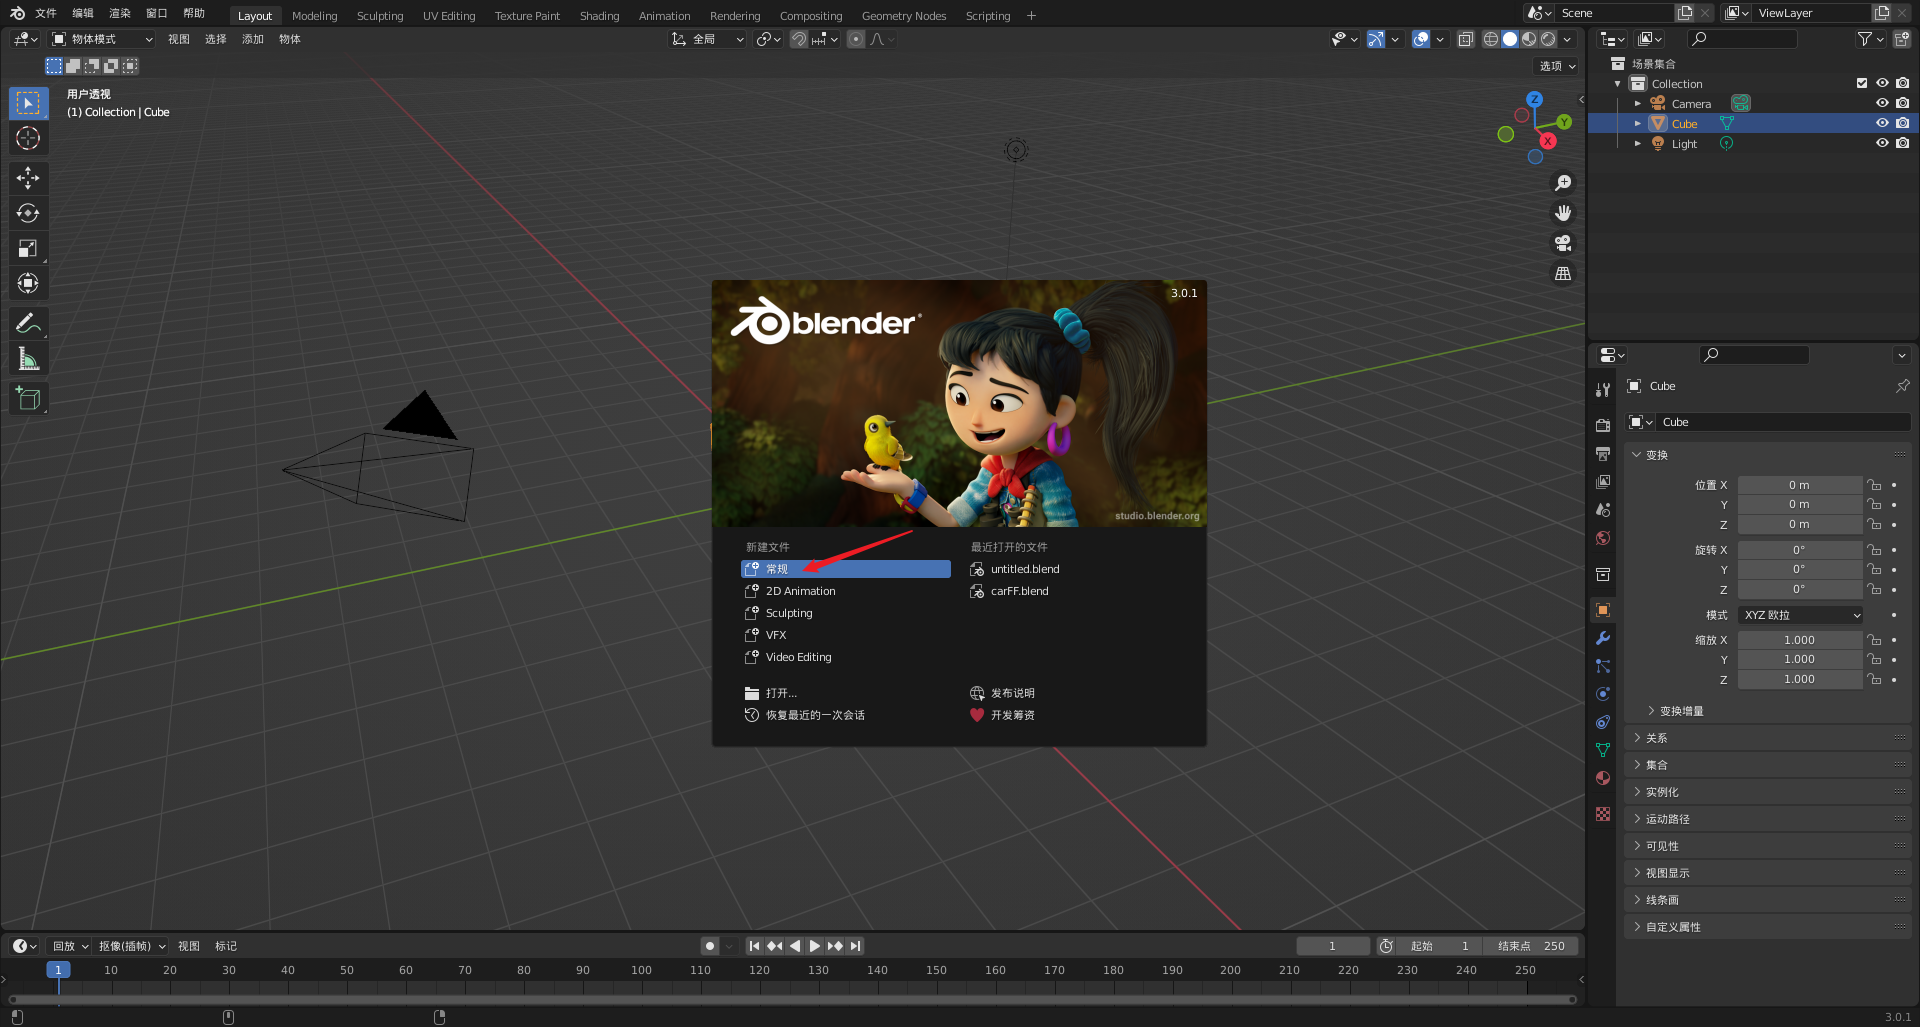 文件 编辑 渲染 窗口 帮助 Layout Modeling Sculpting UV Editing Texture Paint Shading Animation Rendering Compositing Geometry Nodes Scripting + Scene ViewLayer
物体模式 视图 选择 添加 物体 全局
选项
用户透视
(1) Collection | Cube
Z
Y
X
场景集合
Collection
Camera
Cube
Light
blender
3.0.1
studio.blender.org
新建文件 最近打开的文件
常规 untitled.blend
2D Animation carFF.blend
Sculpting
VFX
Video Editing
打开... 发布说明
恢复最近的一次会话 开发筹资
Cube
Cube
变换
位置 X 0 m
Y 0 m
Z 0 m
旋转 X 0°
Y 0°
Z 0°
模式 XYZ 欧拉
缩放 X 1.000
Y 1.000
Z 1.000
变换增量
关系
集合
实例化
运动路径
可见性
视图显示
线条画
自定义属性
回放 抠像(插帧) 视图 标记 1 起始 1 结束点 250
1 10 20 30 40 50 60 70 80 90 100 110 120 130 140 150 160 170 180 190 200 210 220 230 240 250
3.0.1